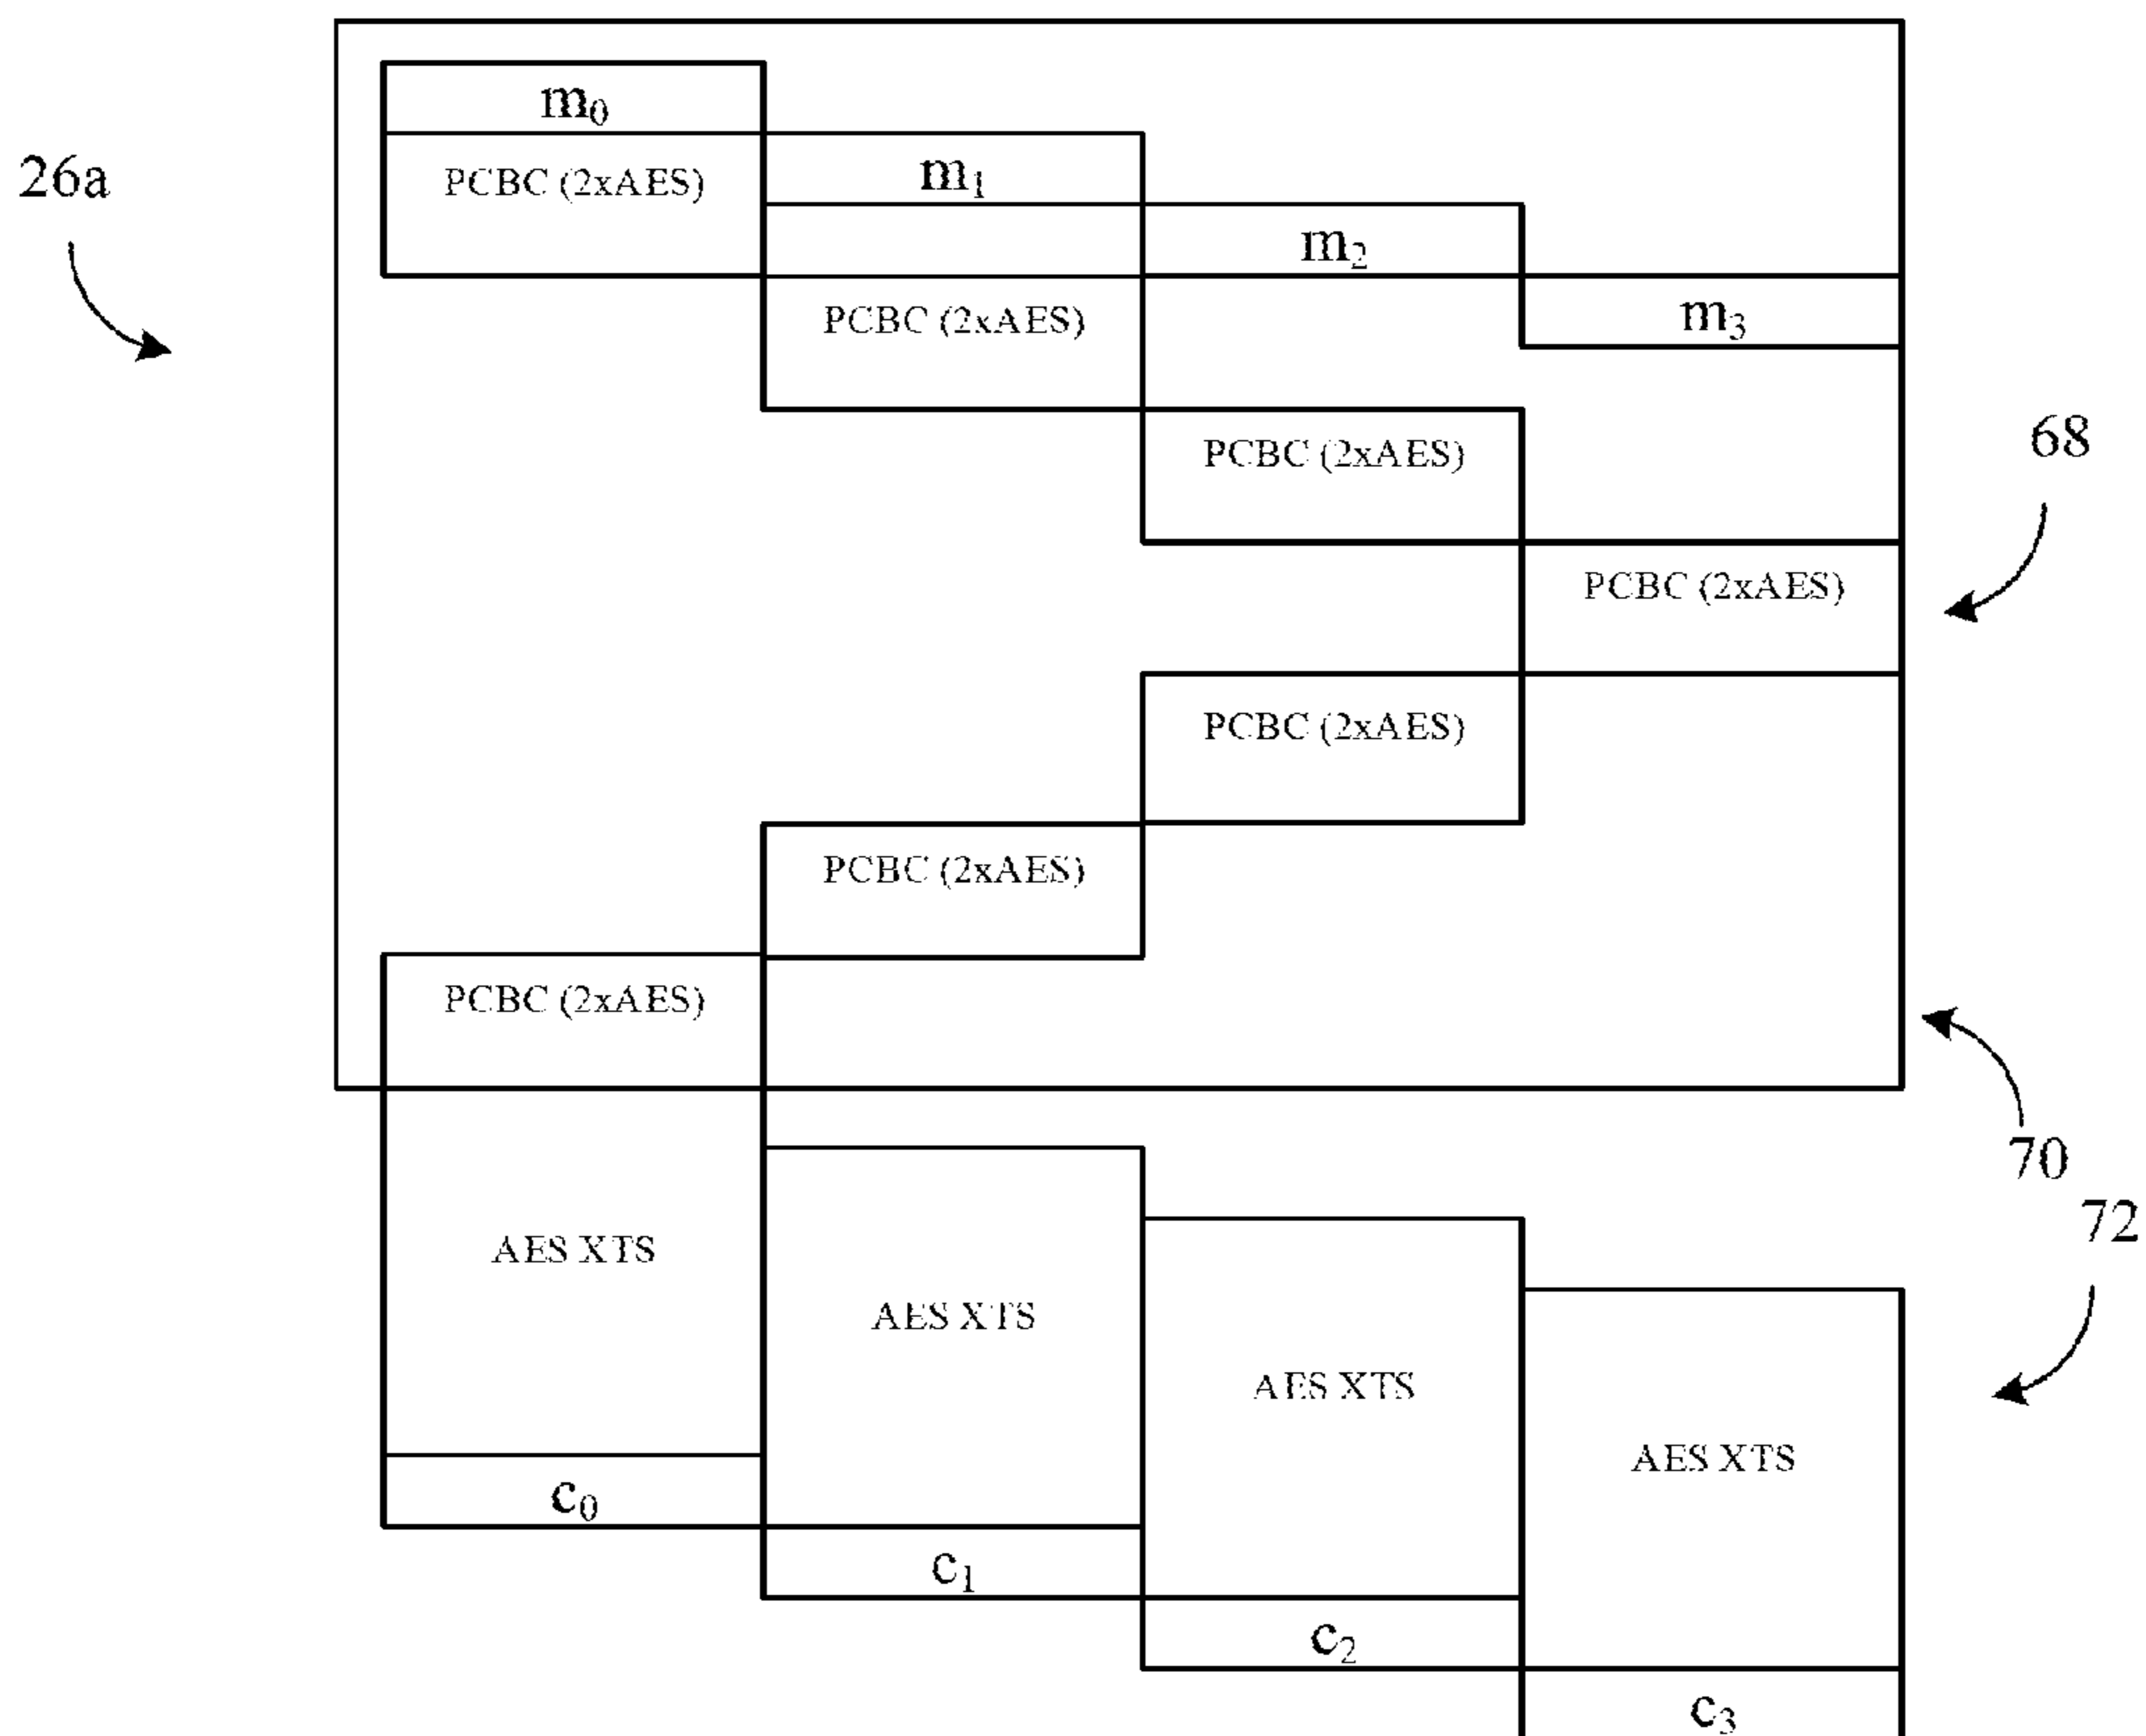 m₀
26a
PCBC (2xAES)
m₁
m₂
m₃
PCBC (2xAES)
68
PCBC (2xAES)
PCBC (2xAES)
PCBC (2xAES)
PCBC (2xAES)
PCBC (2xAES)
70
72
AES XTS
AES XTS
AES XTS
AES XTS
c₀
c₁
c₂
c₃